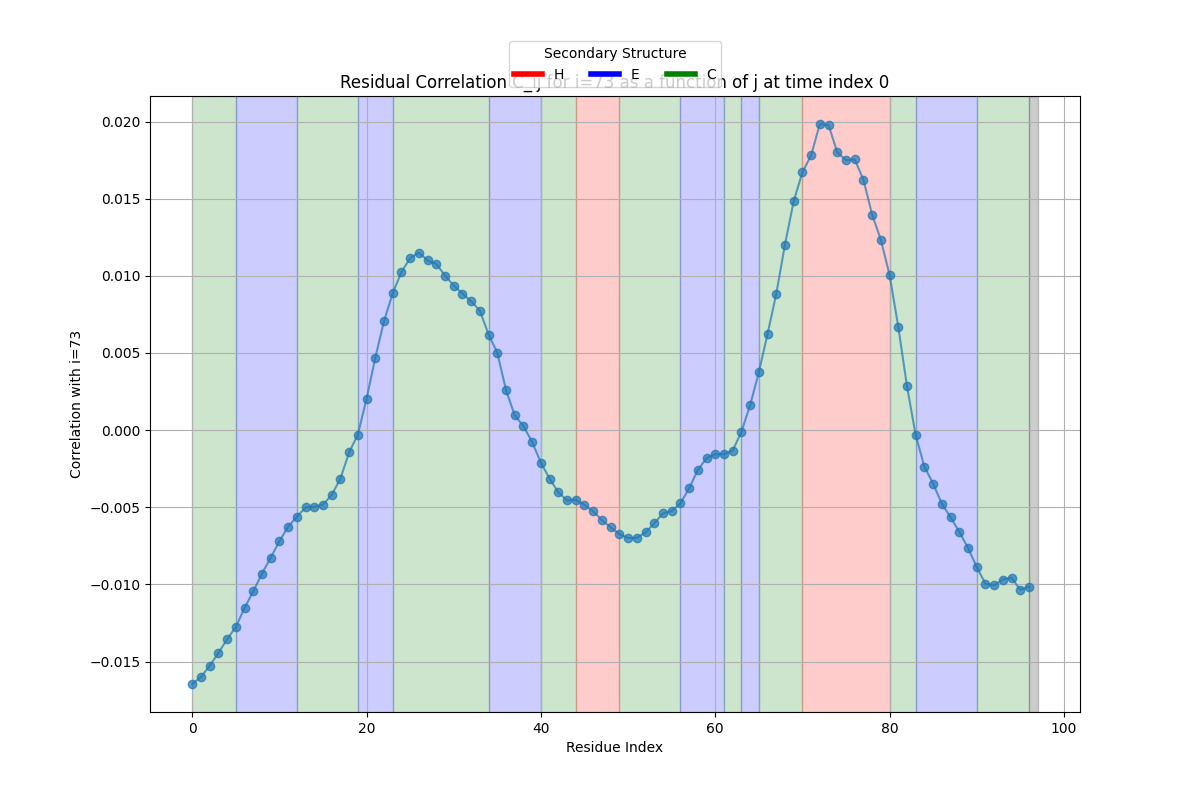 Secondary Structure
H E C
Residual Correlation C_ij for i=73 as a function of j at time index 0
0.020
0.015
0.010
0.005
0.000
−0.005
−0.010
−0.015
Correlation with i=73
0 20 40 60 80 100
Residue Index